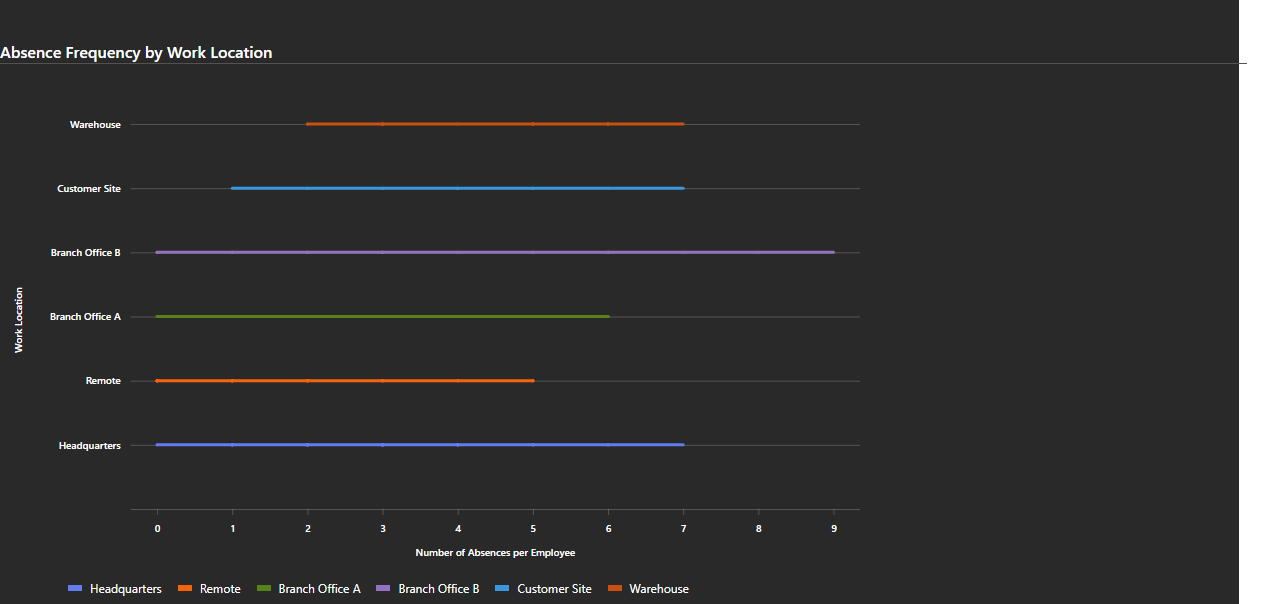 Absence Frequency by Work Location
Warehouse
Customer Site
Branch Office B
Branch Office A
Remote
Headquarters
Work Location
0 1 2 3 4 5 6 7 8 9
Number of Absences per Employee
Headquarters Remote Branch Office A Branch Office B Customer Site Warehouse